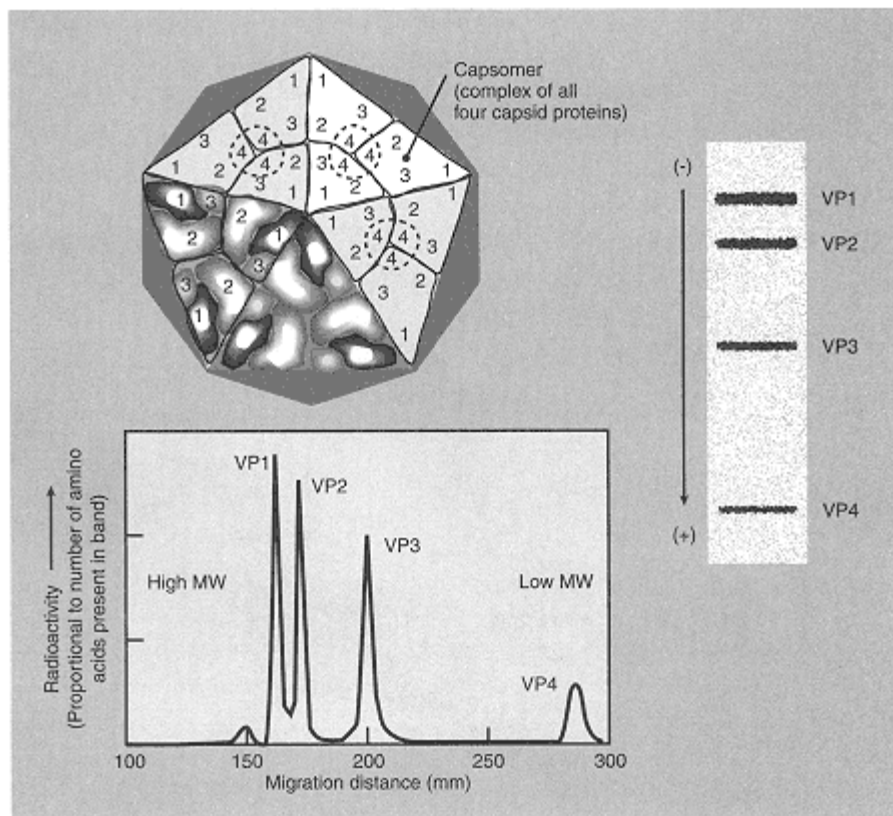 Capsomer
(complex of all
four capsid proteins)
1 1
2 2
3 3 3 2
4 4 4 4
4 4
1 2 2 3 3 1 1
3 1 1 2
1 3 2 1 3 2
4 4
2 2 4 3
3 2 3 2 3 2
1 1
(-)
VP1
VP2
VP3
VP4
(+)
Radioactivity
(Proportional to number of amino
acids present in band)
VP1
VP2
VP3
High MW
Low MW
VP4
100 150 200 250 300
Migration distance (mm)